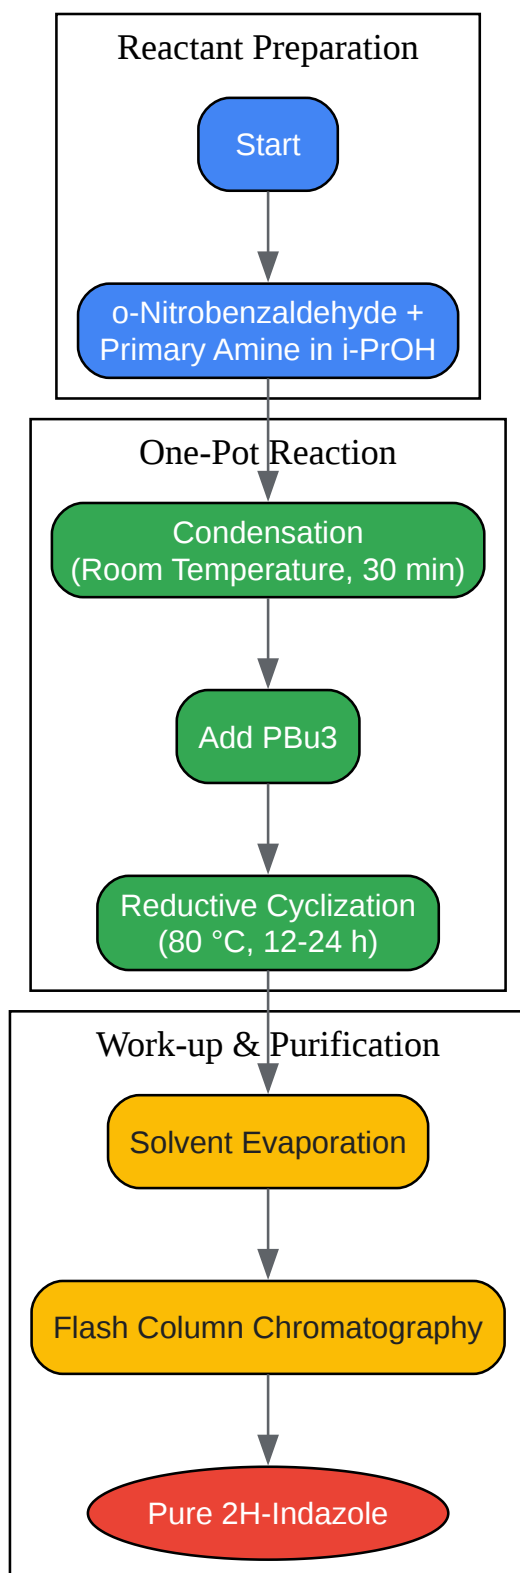 Reactant Preparation
Start
o-Nitrobenzaldehyde +
Primary Amine in i-PrOH
One-Pot Reaction
Condensation
(Room Temperature, 30 min)
Add PBu3
Reductive Cyclization
(80 °C, 12-24 h)
Work-up & Purification
Solvent Evaporation
Flash Column Chromatography
Pure 2H-Indazole